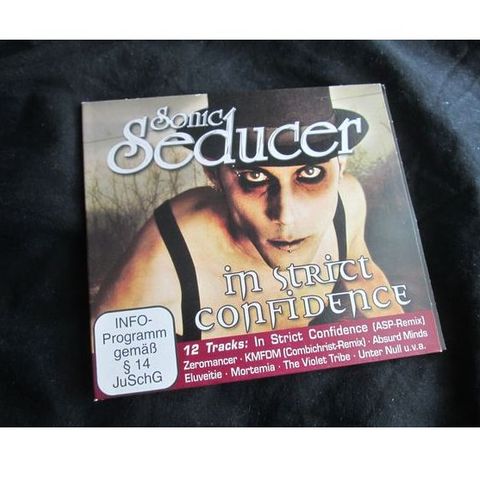 Sonic
Seducer
in strict
confidence
INFO-
Programm
gemäß
§ 14
JuSchG
12 Tracks: In Strict Confidence (ASP-Remix)
Zeromancer · KMFDM (Combichrist-Remix) · Absurd Minds
Eluveitie · Mortemia · The Violet Tribe · Unter Null u.v.a.